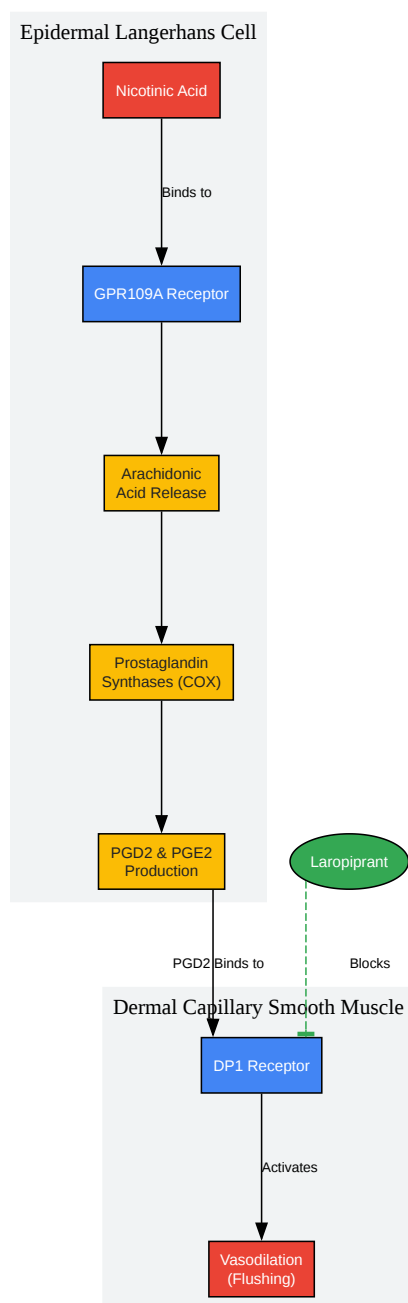 Epidermal Langerhans Cell
Nicotinic Acid
Binds to
GPR109A Receptor
Arachidonic
Acid Release
Prostaglandin
Synthases (COX)
PGD2 & PGE2
Production
Laropiprant
PGD2 Binds to
Blocks
Dermal Capillary Smooth Muscle
DP1 Receptor
Activates
Vasodilation
(Flushing)